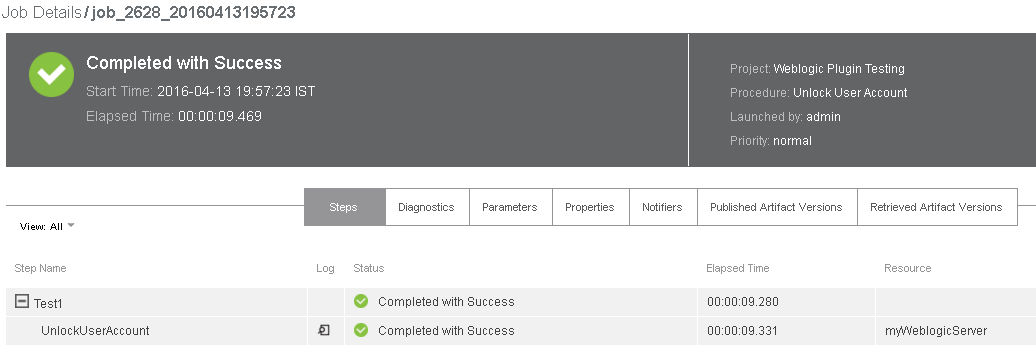 Job Details / job_2628_20160413195723
Completed with Success
Start Time: 2016-04-13 19:57:23 IST
Elapsed Time: 00:00:09.469
Project: Weblogic Plugin Testing
Procedure: Unlock User Account
Launched by: admin
Priority: normal
Steps Diagnostics Parameters Properties Notifiers Published Artifact Versions Retrieved Artifact Versions
View: All
Step Name Log Status Elapsed Time Resource
Test1 Completed with Success 00:00:09.280
UnlockUserAccount Completed with Success 00:00:09.331 myWeblogicServer